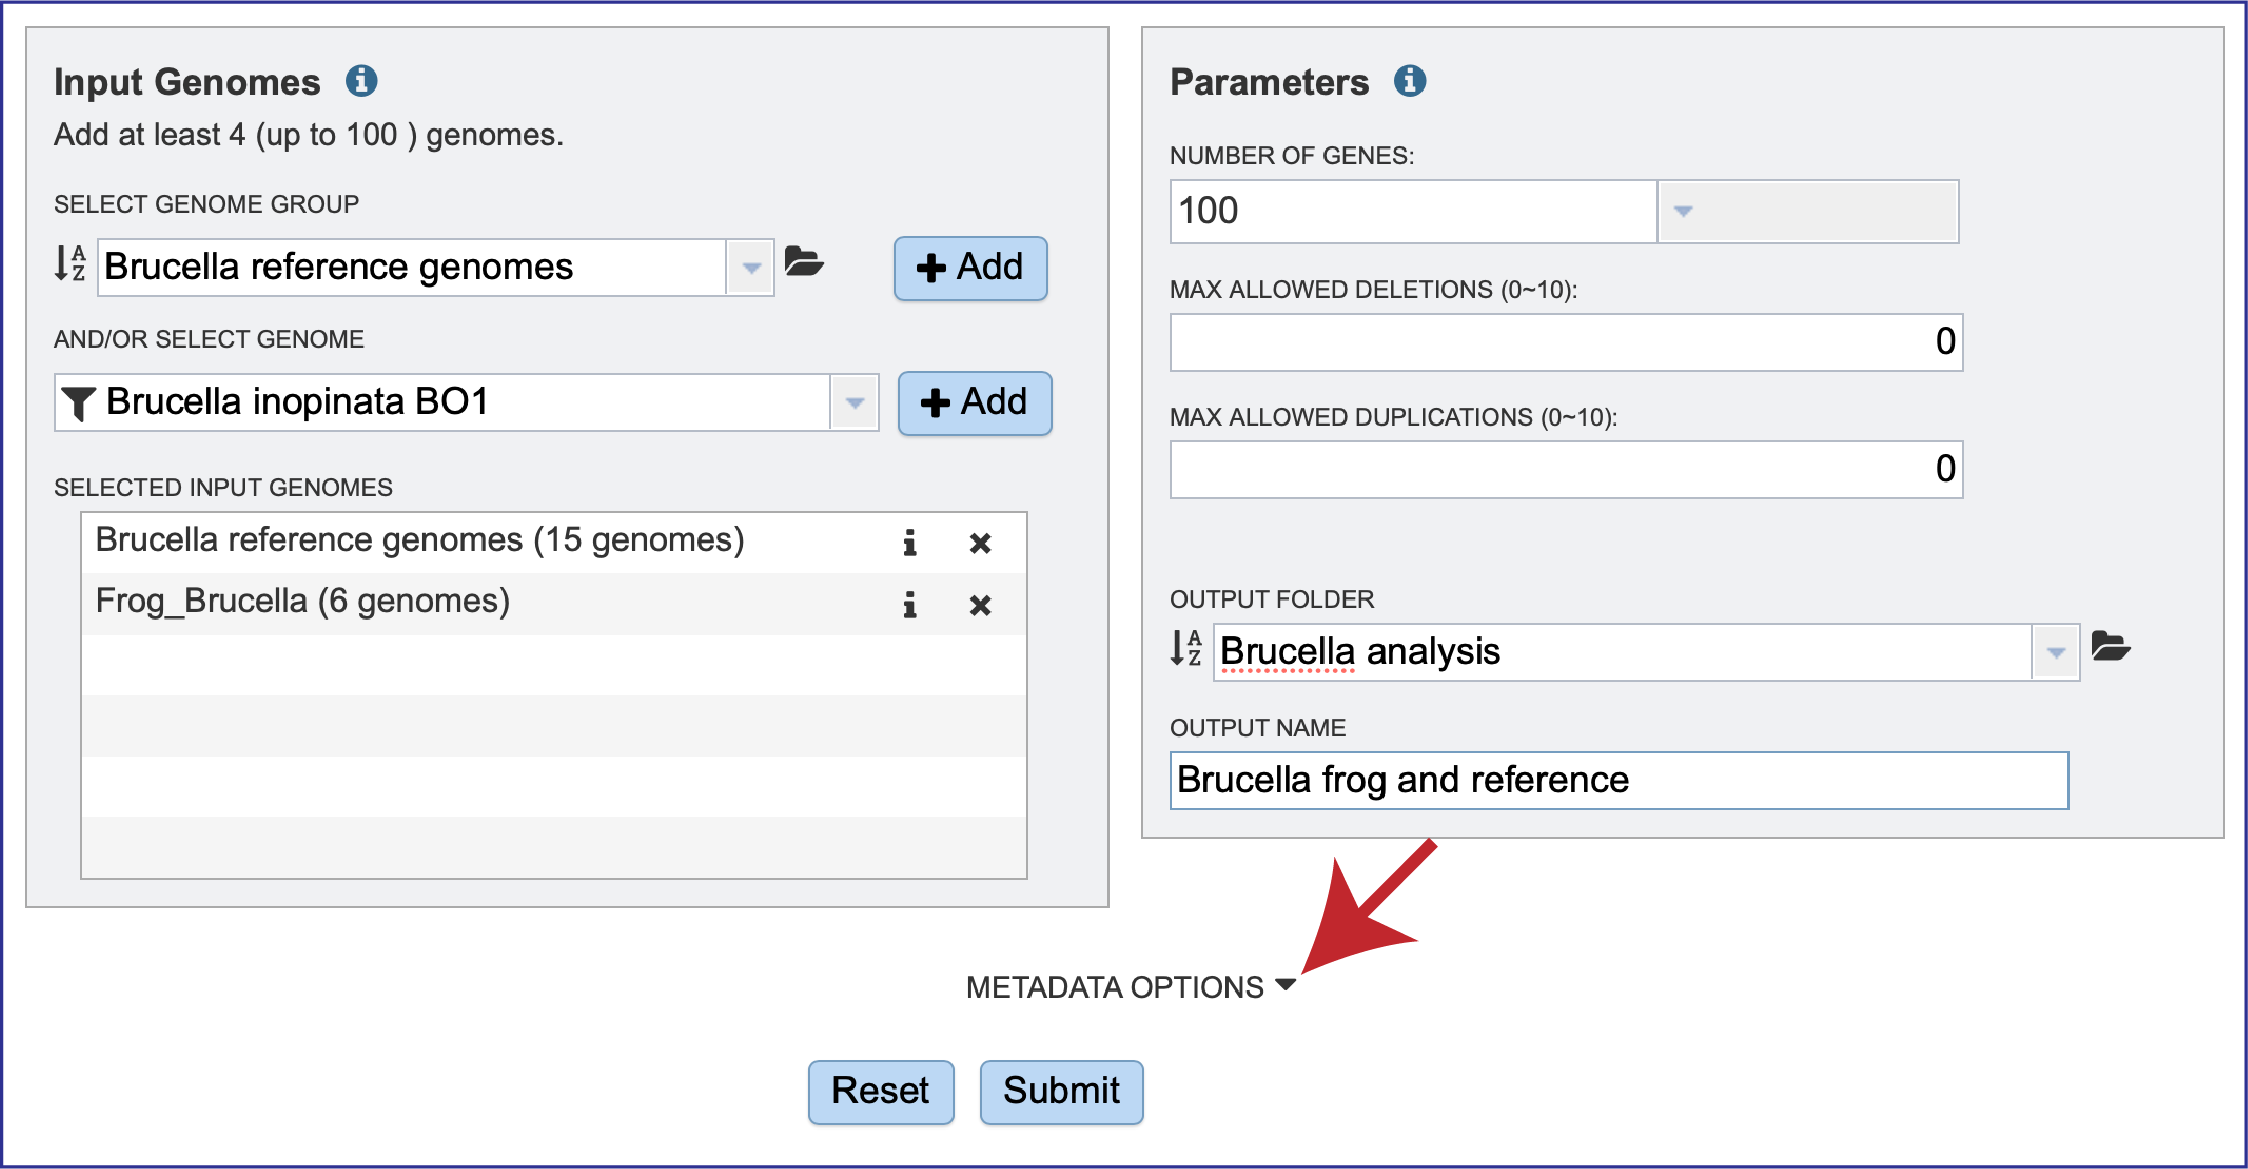 Input Genomes
Add at least 4 (up to 100 ) genomes.
SELECT GENOME GROUP
Brucella reference genomes
Add
AND/OR SELECT GENOME
Brucella inopinata BO1
Add
SELECTED INPUT GENOMES
Brucella reference genomes (15 genomes)
Frog_Brucella (6 genomes)
Parameters
NUMBER OF GENES:
100
MAX ALLOWED DELETIONS (0~10):
0
MAX ALLOWED DUPLICATIONS (0~10):
0
OUTPUT FOLDER
Brucella analysis
OUTPUT NAME
Brucella frog and reference
METADATA OPTIONS
Reset
Submit